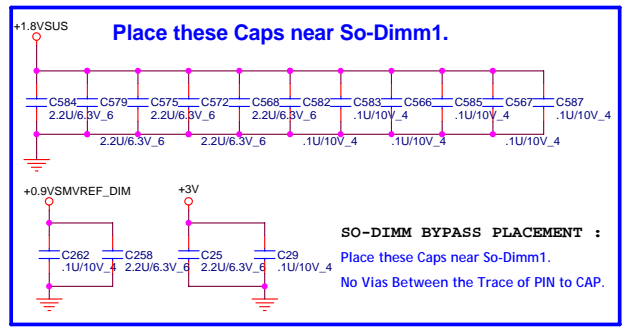 +1.8VSUS
Place these Caps near So-Dimm1.
C584 C579 C575 C572 C568 C582 C583 C566 C585 C567 C587
2.2U/6.3V_6 2.2U/6.3V_6 2.2U/6.3V_6 .1U/10V_4 .1U/10V_4 .1U/10V_4
2.2U/6.3V_6 2.2U/6.3V_6 .1U/10V_4 .1U/10V_4 .1U/10V_4
+0.9VSMVREF_DIM
+3V
C262 C258 C25 C29
.1U/10V_4 2.2U/6.3V_6 2.2U/6.3V_6 .1U/10V_4
SO-DIMM BYPASS PLACEMENT :
Place these Caps near So-Dimm1.
No Vias Between the Trace of PIN to CAP.